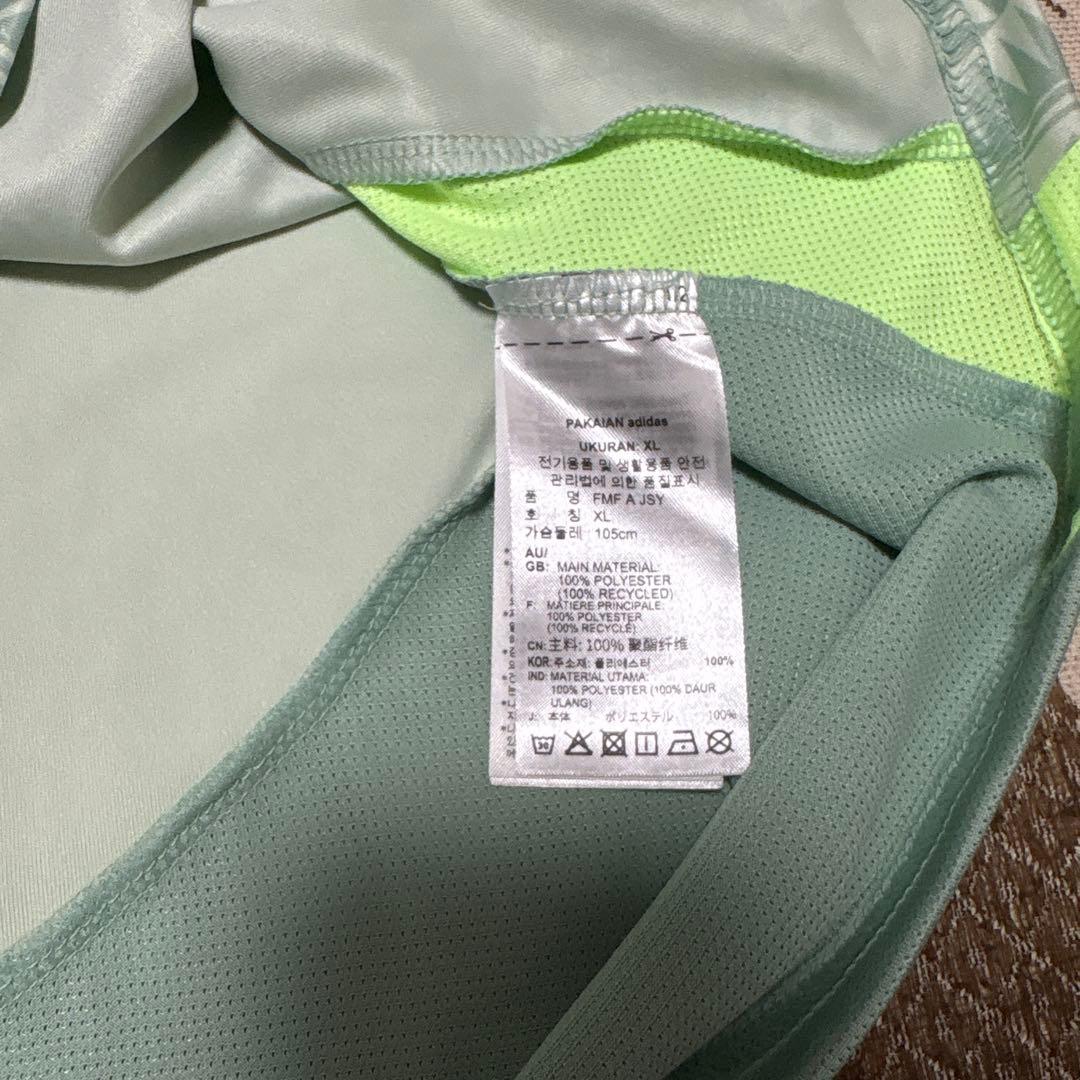 12
PAKAIAN adidas
UKURAN: XL
전기용품 및 생활용품 안전
관리법에 의한 품질표시
품 명 FMF A JSY
호 칭 XL
가슴둘레 105cm
AU/
GB: MAIN MATERIAL:
100% POLYESTER
(100% RECYCLED)
F: MATIERE PRINCIPALE:
100% POLYESTER
(100% RECYCLÉ)
CN: 主料: 100% 聚酯纤维
KOR: 주소재: 폴리에스터 100%
IND: MATERIAL UTAMA:
100% POLYESTER (100% DAUR
ULANG)
J: 本体 ポリエステル 100%
30